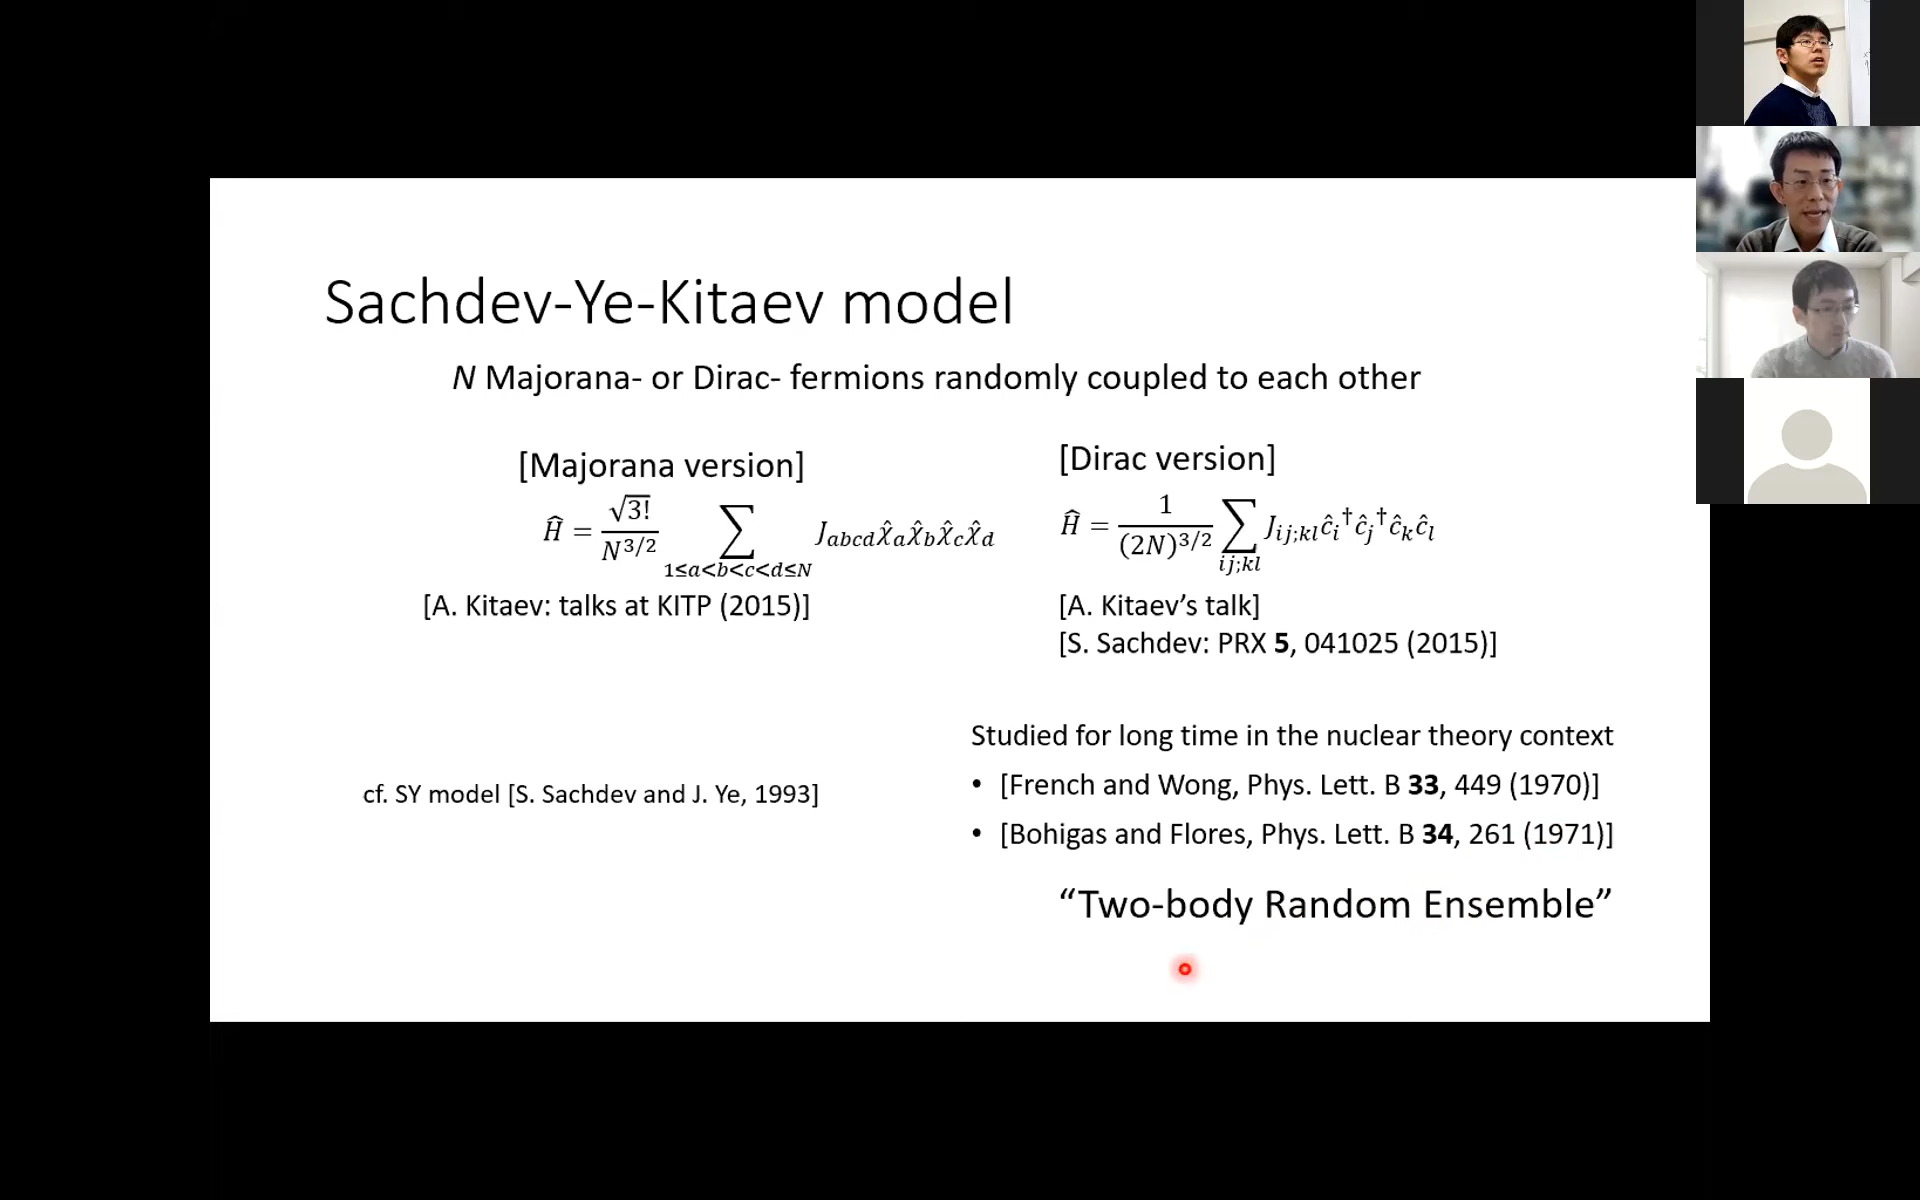 Sachdev-Ye-Kitaev model
N Majorana- or Dirac- fermions randomly coupled to each other
[Majorana version]
Ĥ = √3!/N^{3/2} ∑_{1≤a<b<c<d≤N} J_{abcd} χ̂_a χ̂_b χ̂_c χ̂_d
[A. Kitaev: talks at KITP (2015)]
[Dirac version]
Ĥ = 1/(2N)^{3/2} ∑_{ij;kl} J_{ij;kl} ĉ_i† ĉ_j† ĉ_k ĉ_l
[A. Kitaev’s talk]
[S. Sachdev: PRX 5, 041025 (2015)]
cf. SY model [S. Sachdev and J. Ye, 1993]
Studied for long time in the nuclear theory context
• [French and Wong, Phys. Lett. B 33, 449 (1970)]
• [Bohigas and Flores, Phys. Lett. B 34, 261 (1971)]
“Two-body Random Ensemble”